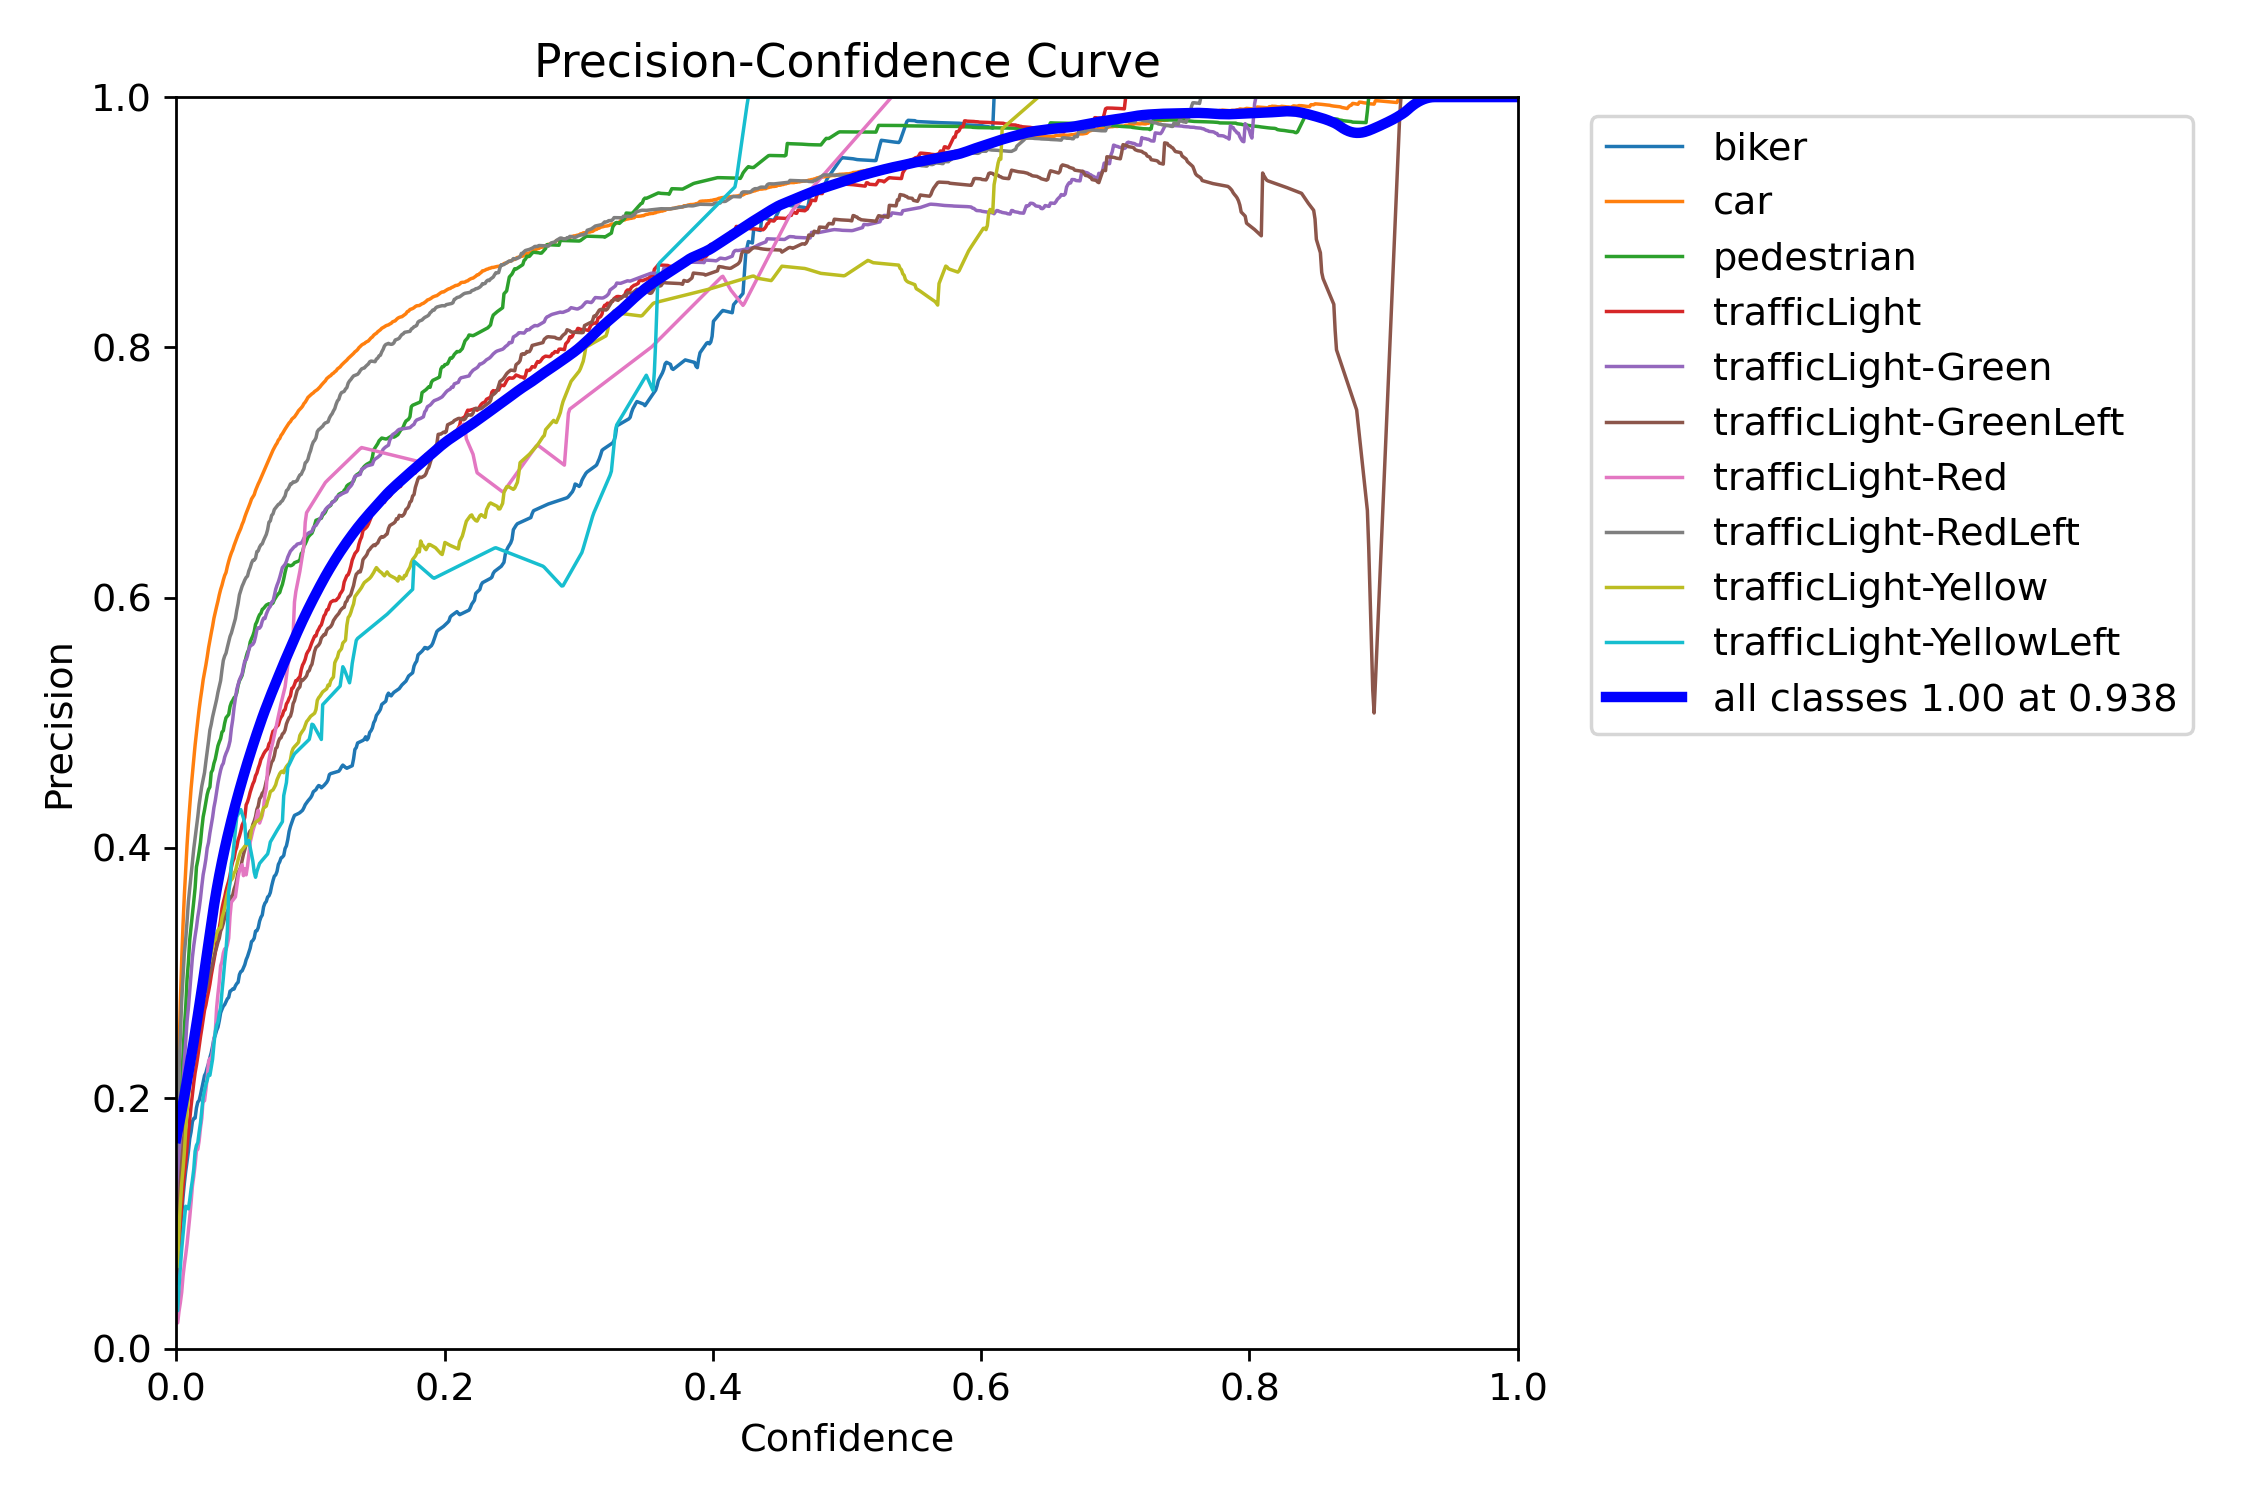 Precision-Confidence Curve
1.0
0.8
0.6
0.4
0.2
0.0
Precision
0.0 0.2 0.4 0.6 0.8 1.0
Confidence
biker
car
pedestrian
trafficLight
trafficLight-Green
trafficLight-GreenLeft
trafficLight-Red
trafficLight-RedLeft
trafficLight-Yellow
trafficLight-YellowLeft
all classes 1.00 at 0.938